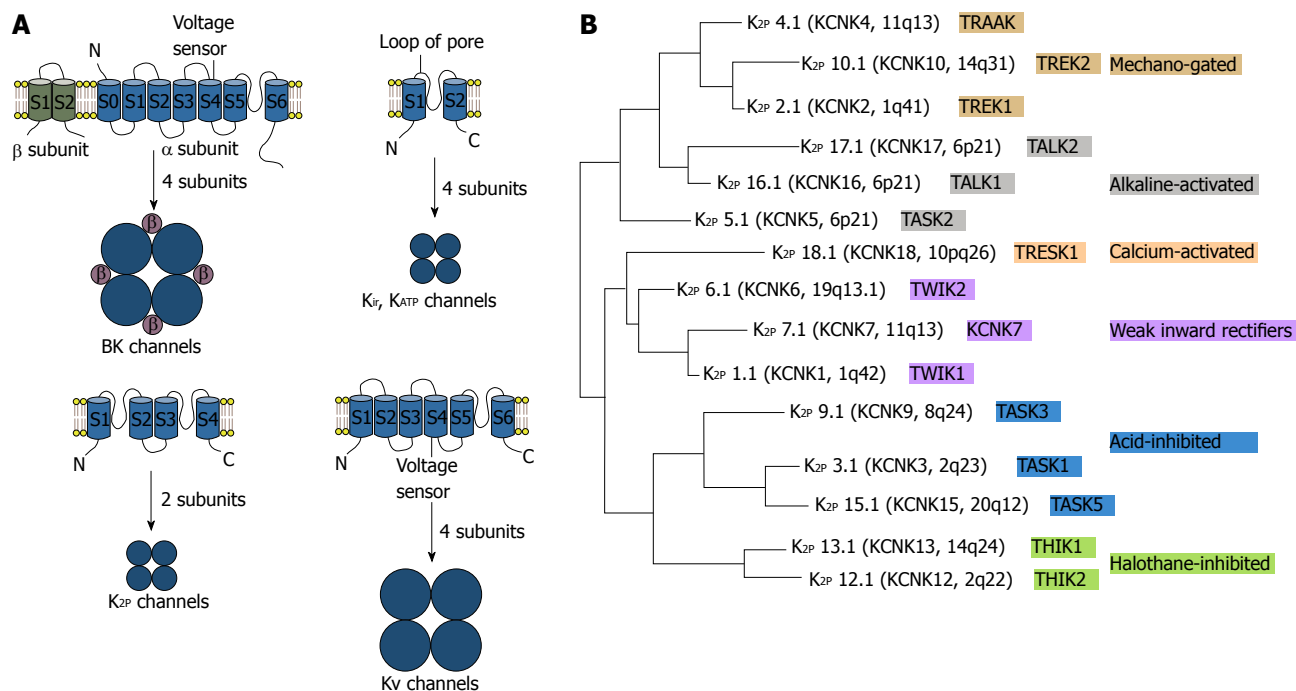 A
Voltage
sensor
N
S1 S2 S0 S1 S2 S3 S4 S5 S6
β subunit
α subunit
4 subunits
β
β β
β
BK channels
Loop of pore
S1 S2
N C
4 subunits
Kir, KATP channels
S1 S2 S3 S4
N C
2 subunits
K2P channels
S1 S2 S3 S4 S5 S6
N C
Voltage
sensor
4 subunits
Kv channels
B
K2P 4.1 (KCNK4, 11q13) TRAAK
K2P 10.1 (KCNK10, 14q31) TREK2 Mechano-gated
K2P 2.1 (KCNK2, 1q41) TREK1
K2P 17.1 (KCNK17, 6p21) TALK2
K2P 16.1 (KCNK16, 6p21) TALK1 Alkaline-activated
K2P 5.1 (KCNK5, 6p21) TASK2
K2P 18.1 (KCNK18, 10pq26) TRESK1 Calcium-activated
K2P 6.1 (KCNK6, 19q13.1) TWIK2
K2P 7.1 (KCNK7, 11q13) KCNK7 Weak inward rectifiers
K2P 1.1 (KCNK1, 1q42) TWIK1
K2P 9.1 (KCNK9, 8q24) TASK3
Acid-inhibited
K2P 3.1 (KCNK3, 2q23) TASK1
K2P 15.1 (KCNK15, 20q12) TASK5
K2P 13.1 (KCNK13, 14q24) THIK1
Halothane-inhibited
K2P 12.1 (KCNK12, 2q22) THIK2